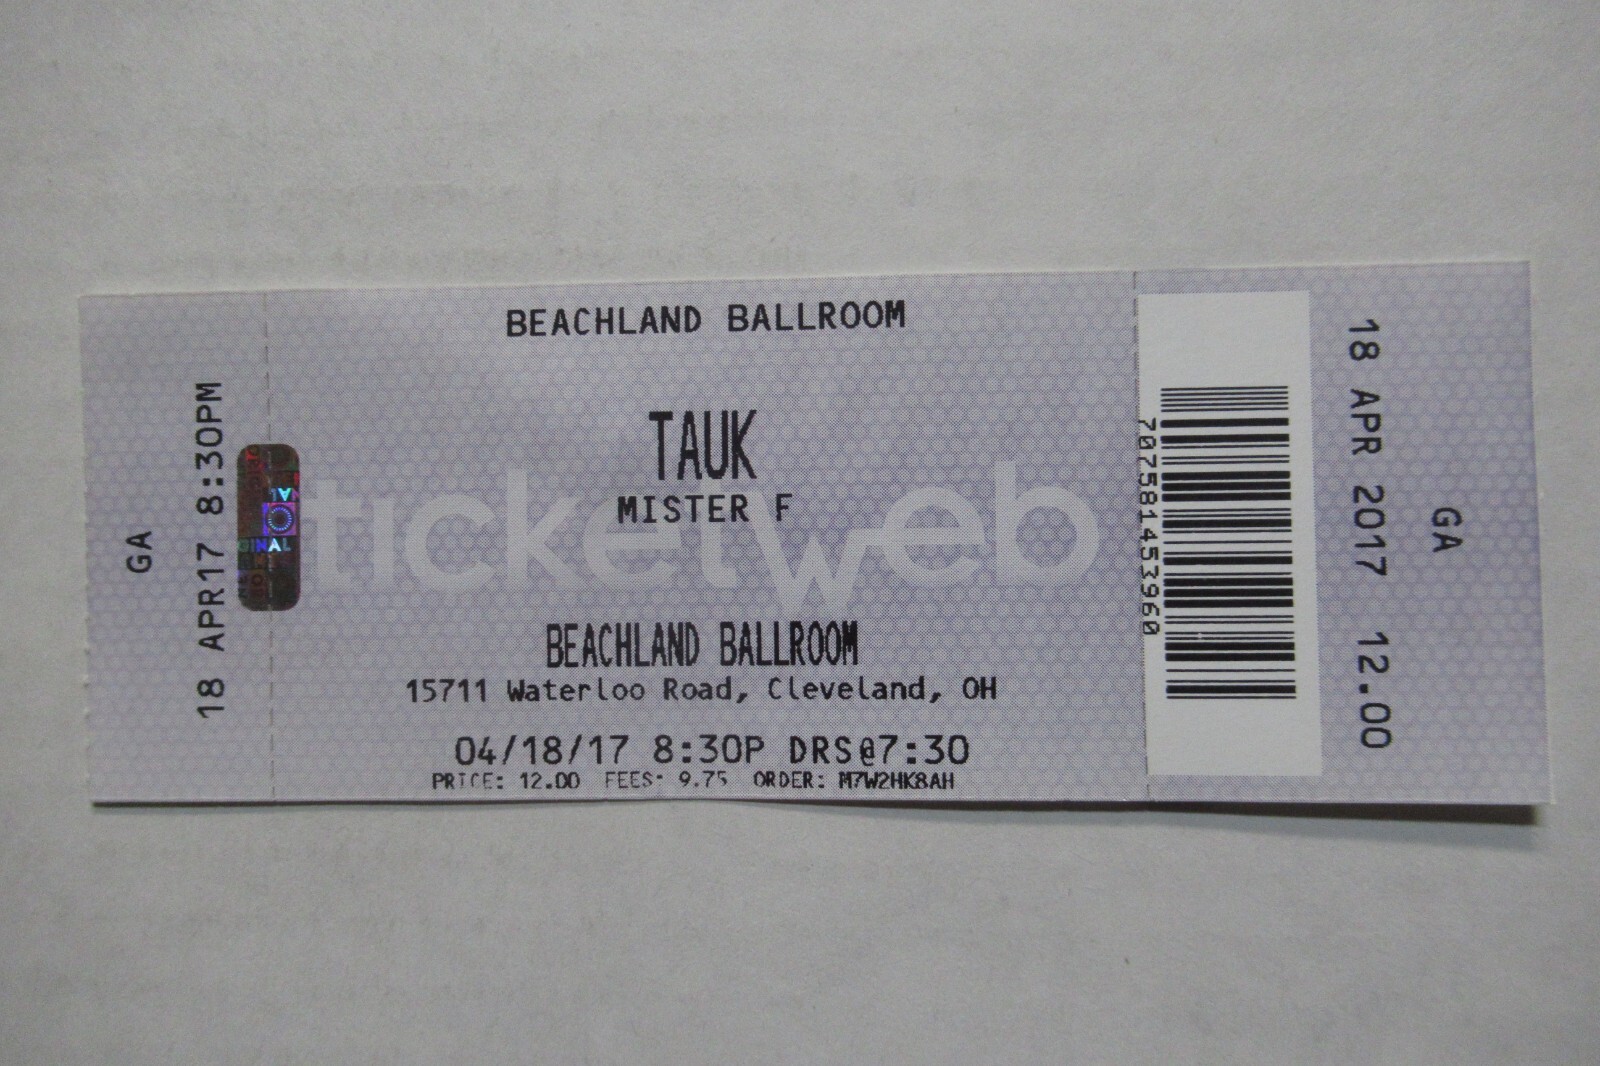 GA
18 APR17 8:30PM
BEACHLAND BALLROOM
TAUK
MISTER F
ticketweb
BEACHLAND BALLROOM
15711 Waterloo Road, Cleveland, OH
04/18/17 8:30P DRS@7:30
PRICE: 12.00 FEES: 9.75 ORDER: M7W2HK8AH
707581453960
18 APR 2017 12.00
GA